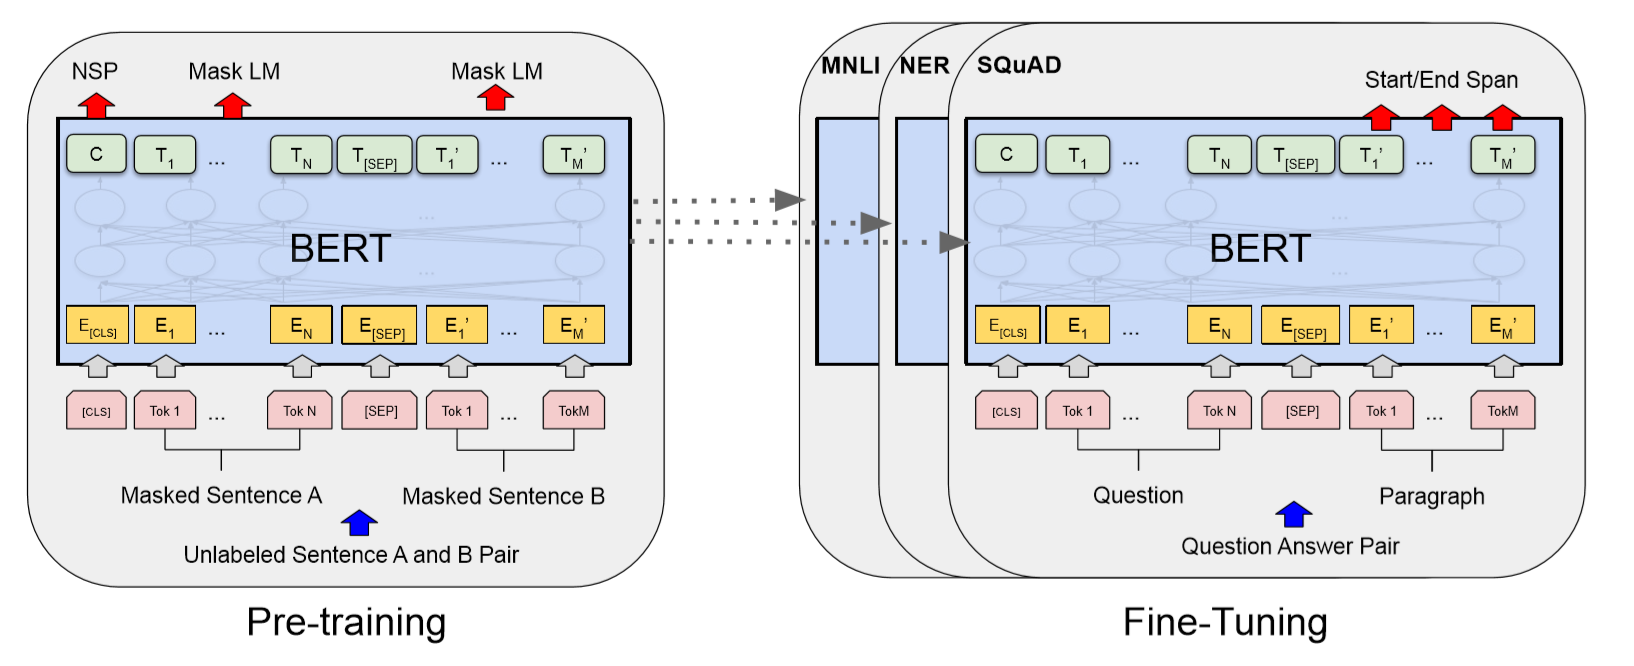 NSP Mask LM Mask LM
C T1 ... TN T[SEP] T1’ ... TM’
...
BERT
...
E[CLS] E1 ... EN E[SEP] E1’ ... EM’
[CLS] Tok 1 ... Tok N [SEP] Tok 1 ... TokM
Masked Sentence A Masked Sentence B
Unlabeled Sentence A and B Pair
Pre-training
MNLI NER SQuAD
Start/End Span
C T1 ... TN T[SEP] T1’ ... TM’
...
BERT
...
E[CLS] E1 ... EN E[SEP] E1’ ... EM’
[CLS] Tok 1 ... Tok N [SEP] Tok 1 ... TokM
Question Paragraph
Question Answer Pair
Fine-Tuning